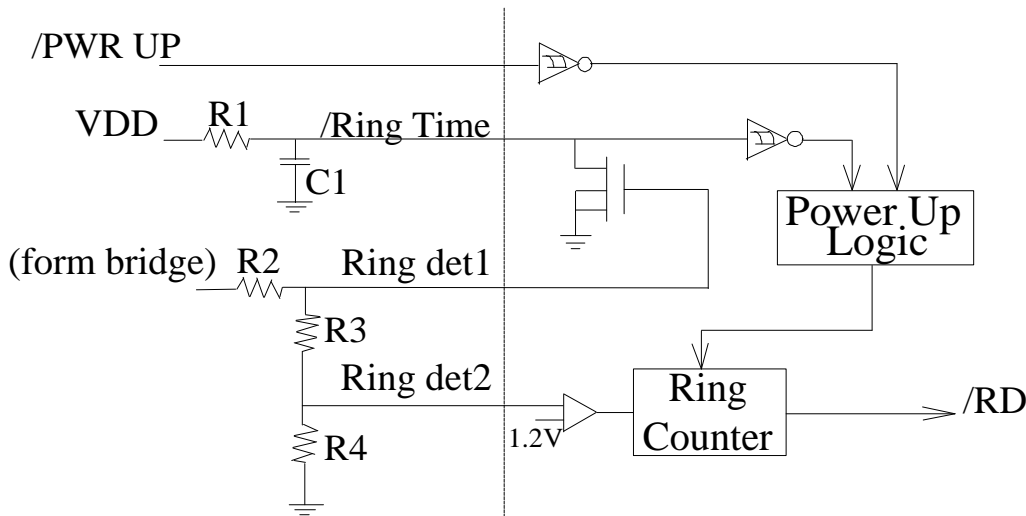 /PWR UP
VDD
R1
/Ring Time
C1
Power Up
Logic
(form bridge)
R2
Ring det1
R3
Ring det2
Ring
Counter
/RD
1.2V
R4